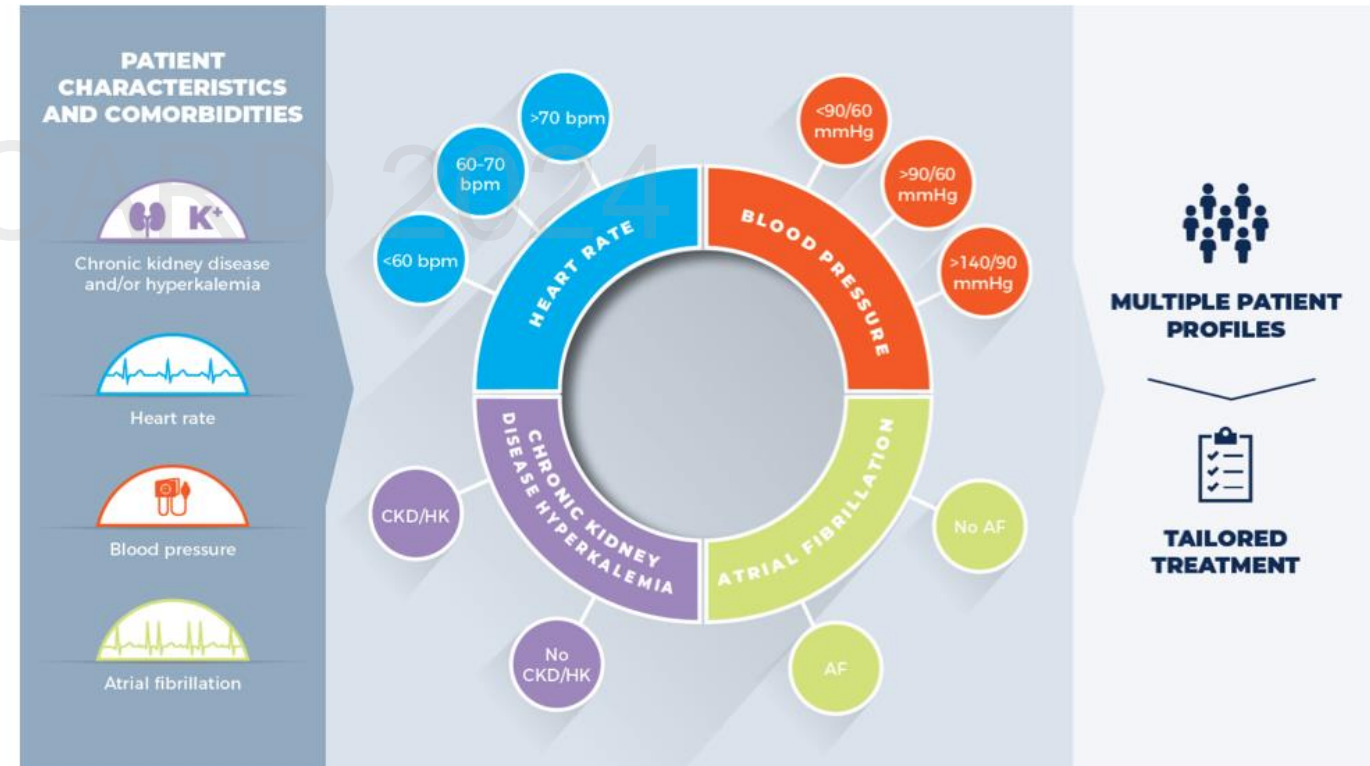 PATIENT
CHARACTERISTICS
AND COMORBIDITIES
K+
Chronic kidney disease
and/or hyperkalemia
Heart rate
Blood pressure
Atrial fibrillation
CARD 2024
>70 bpm
60–70
bpm
<60 bpm
HEART RATE
<90/60
mmHg
>90/60
mmHg
>140/90
mmHg
BLOOD PRESSURE
CHRONIC KIDNEY
DISEASE HYPERKALEMIA
CKD/HK
No
CKD/HK
ATRIAL FIBRILLATION
No AF
AF
MULTIPLE PATIENT
PROFILES
TAILORED
TREATMENT